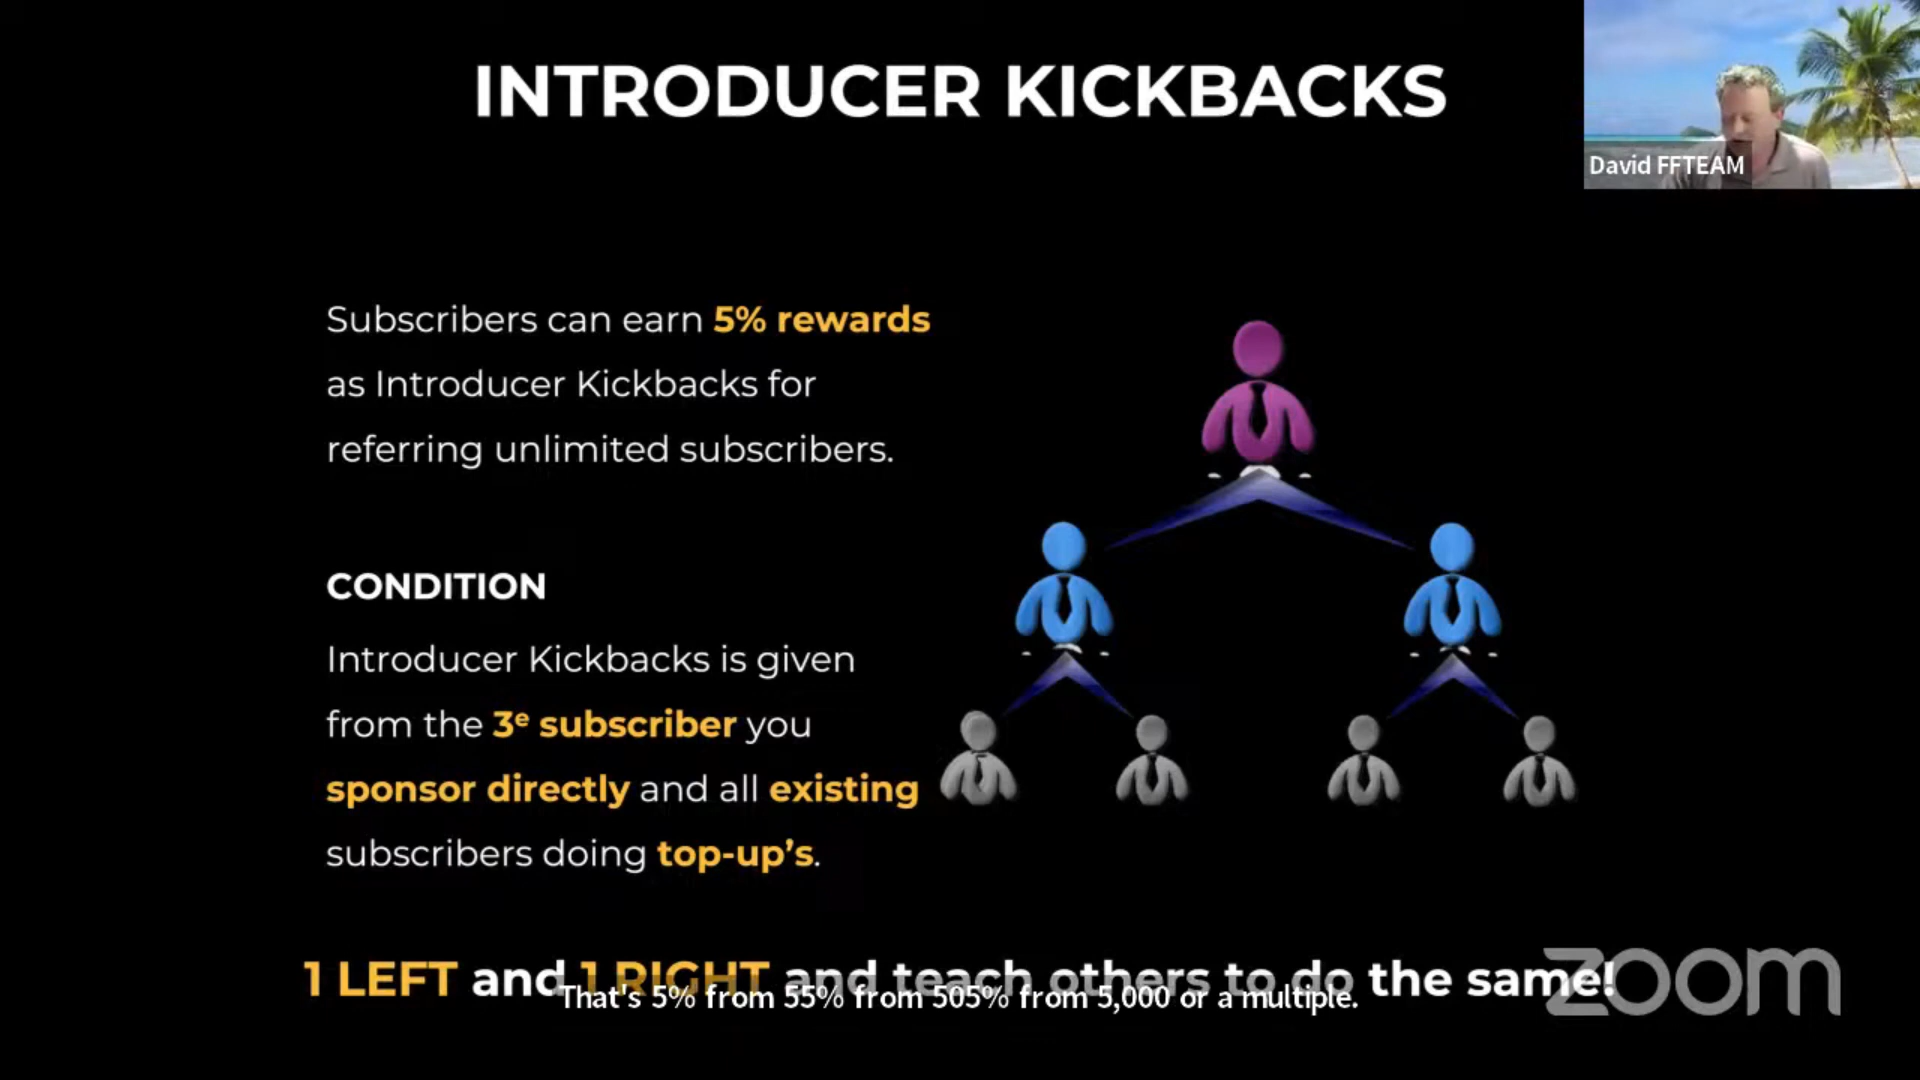 INTRODUCER KICKBACKS
David FFTEAM
Subscribers can earn 5% rewards
as Introducer Kickbacks for
referring unlimited subscribers.
CONDITION
Introducer Kickbacks is given
from the 3ᵉ subscriber you
sponsor directly and all existing
subscribers doing top-up’s.
1 LEFT and 1 RIGHT and teach others to do the same!
That's 5% from 55% from 505% from 5,000 or a multiple.
zoom